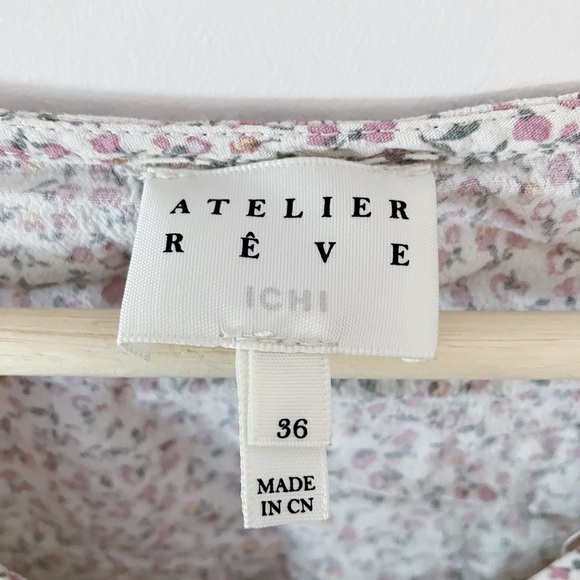 ATELIER
RÊVE
ICHI
36
MADE
IN CN